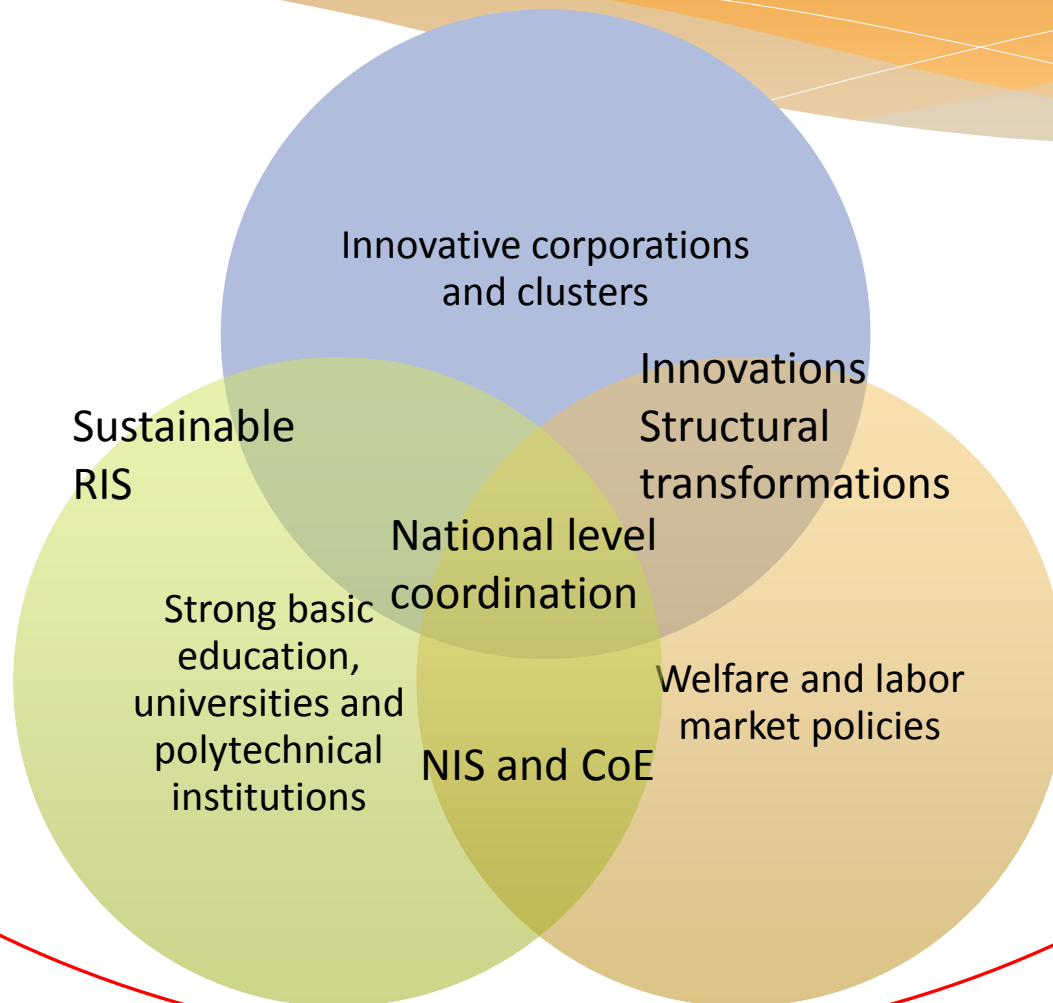 Innovative corporations
and clusters
Innovations
Structural
transformations
Sustainable
RIS
National level
coordination
Strong basic
education,
universities and
polytechnical
institutions
Welfare and labor
market policies
NIS and CoE